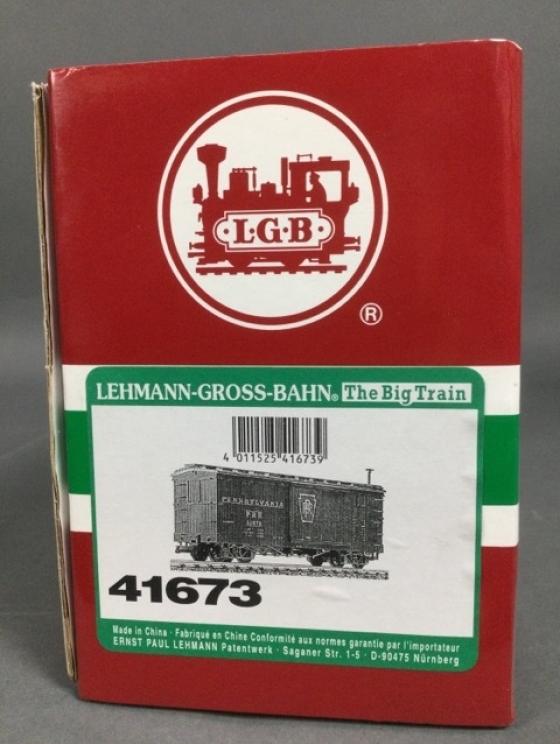 L·G·B
®
LEHMANN-GROSS-BAHN® The Big Train
4 011525 416739
PENNSYLVANIA
P.R.R
41673
Made in China · Fabriqué en Chine Conformité aux normes garantie par l'importateur
ERNST PAUL LEHMANN Patentwerk · Saganer Str. 1-5 · D-90475 Nürnberg